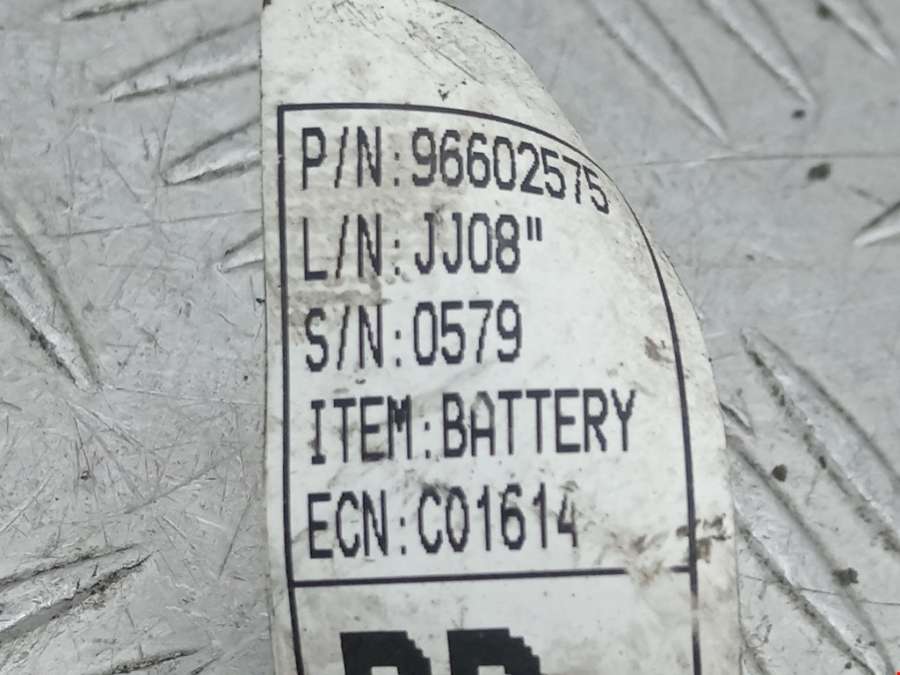 P/N:96602575
L/N:JJ08"
S/N:0579
ITEM:BATTERY
ECN:C01614